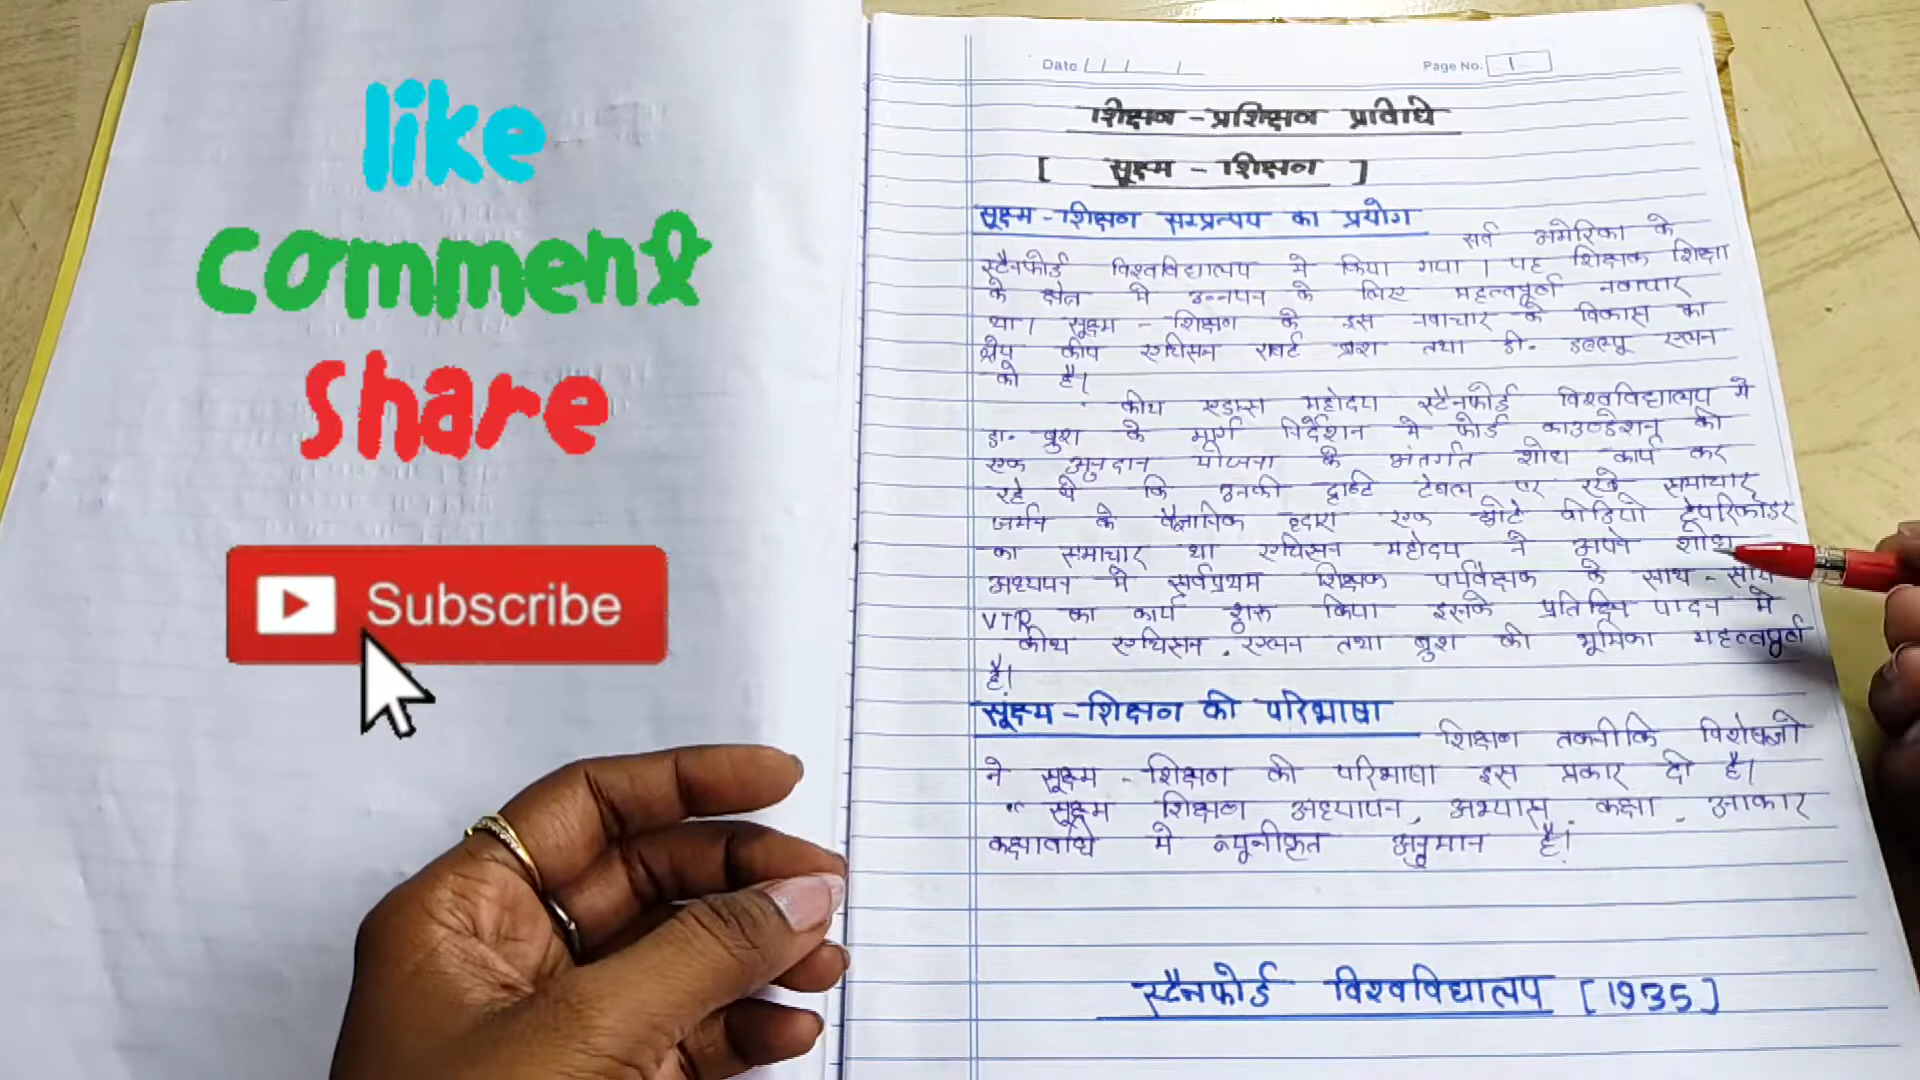 like
comment
share
Subscribe
Date
Page No. 1
शिक्षण - प्रशिक्षण प्राविधि
[ सूक्ष्म - शिक्षण ]
सूक्ष्म - शिक्षण सम्प्रत्यय का प्रयोग
सर्व अमेरिका के
स्टैनफोर्ड विश्वविद्यालय मे किया गया । यह शिक्षक शिक्षा
के क्षेत्र मे उन्नयन के लिए महत्वपूर्ण नवाचार
था। सूक्ष्म - शिक्षण के इस नवाचार के विकास का
श्रेय कीथ एचिसन राबर्ट ब्रश तथा डी. डब्ल्यू एलन
को है।
कीथ एडाम्स महोदय स्टैनफोर्ड विश्वविद्यालय मे
डा. बुश के मार्ग निर्देशन मे फोर्ड फाउण्डेशन की
एक अनुदान योजना के अंतर्गत शोध कार्य कर
रहे थे कि उनकी टेबल पर रखे समाचार
जर्मन के वैज्ञानिक द्वारा एक छोटे वीडियो टेपरिकोडर
का समाचार था एचिसन महोदय ने अपने शोध
अध्ययन मे सर्वप्रथम शिक्षक पर्यवेक्षक के साथ - साथ
VTR का कार्य शुरू किया इसके प्रतिदिन पादन मे
कीथ एचिसन , एलन तथा बुश की भूमिका महत्वपूर्ण
है।
सूक्ष्म - शिक्षण की परिभाषा
शिक्षण तकनीकि विशेषज्ञो
ने सूक्ष्म - शिक्षण की परिभाषा इस प्रकार दी है।
" सूक्ष्म शिक्षण अध्यापन , अभ्यास , कक्षा , आकार
कक्षावधि मे न्यूनीकृत अनुमान है।
स्टैनफोर्ड विश्वविद्यालय [1935]